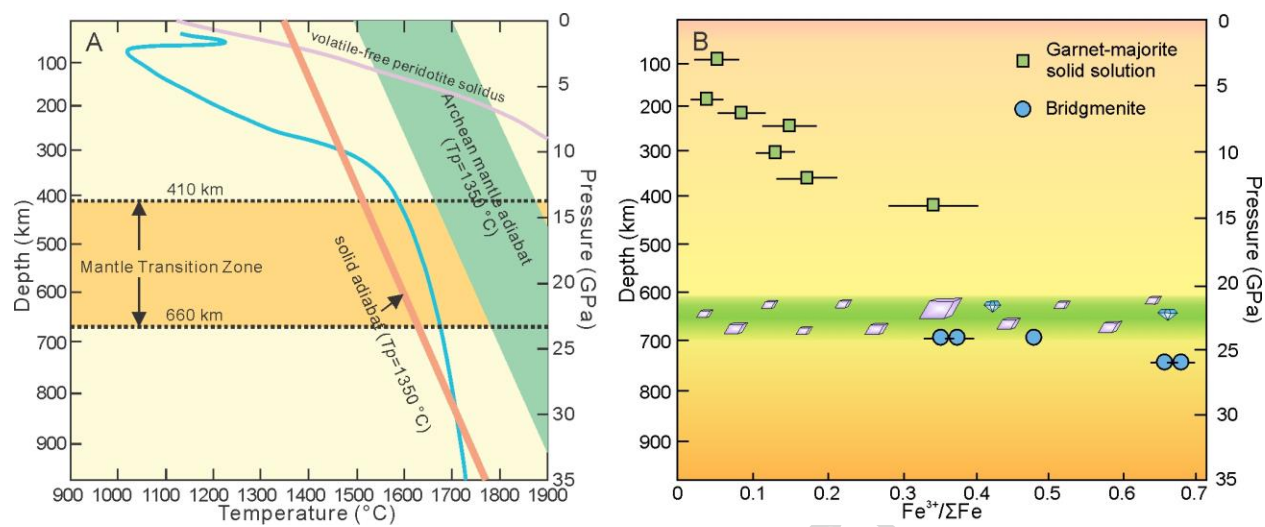 A
0
100
200
300
400
500
600
700
800
900
Depth (km)
0
5
10
15
20
25
30
35
Pressure (GPa)
volatile-free peridotite solidus
Archean mantle adiabat
(Tp=1350 °C)
410 km
Mantle Transition Zone
660 km
solid adiabat (Tp=1350 °C)
900 1000 1100 1200 1300 1400 1500 1600 1700 1800 1900
Temperature (°C)
B
Garnet-majorite
solid solution
Bridgmenite
100
200
300
400
500
600
700
800
900
Depth (km)
0
5
10
15
20
25
30
35
Pressure (GPa)
0 0.1 0.2 0.3 0.4 0.5 0.6 0.7
Fe³⁺/ΣFe